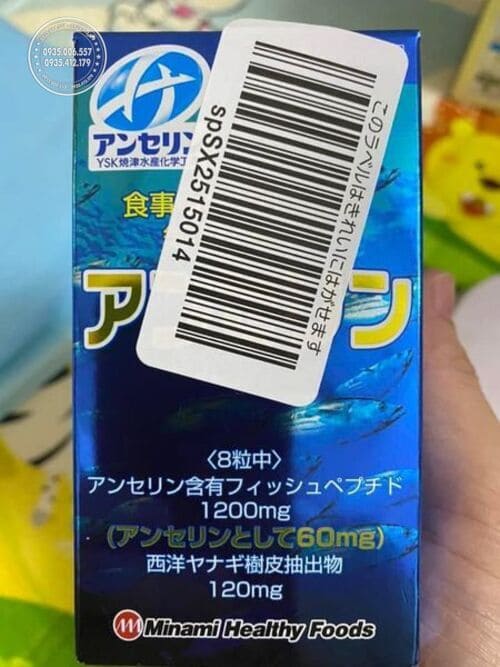 0935.006.557
0935.412.179
アンセリン
YSK焼津水産化学工
食事
spSX2515014
このラベルはきれいにはがせます
ア
ン
〈8粒中〉
アンセリン含有フィッシュペプチド
1200mg
(アンセリンとして60mg)
西洋ヤナギ樹皮抽出物
120mg
Minami Healthy Foods